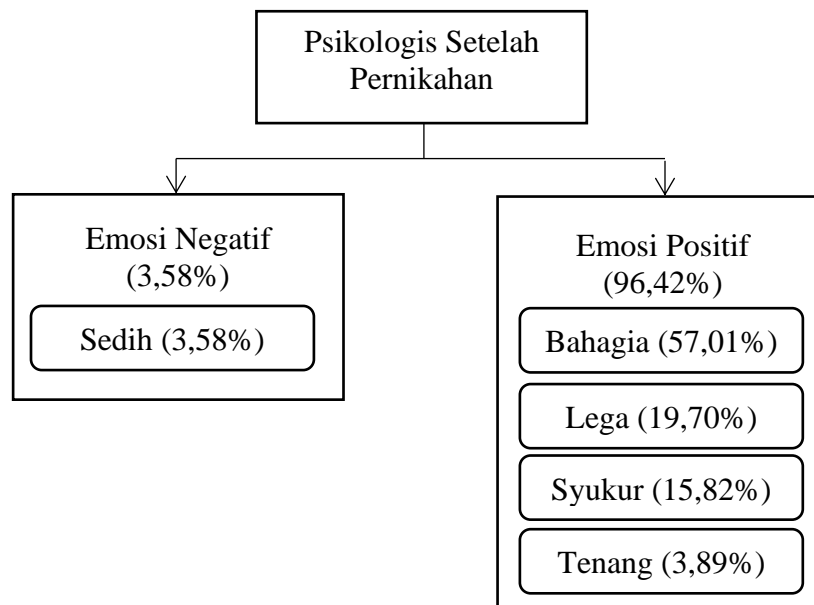 Psikologis Setelah
Pernikahan
Emosi Negatif
(3,58%)
Sedih (3,58%)
Emosi Positif
(96,42%)
Bahagia (57,01%)
Lega (19,70%)
Syukur (15,82%)
Tenang (3,89%)